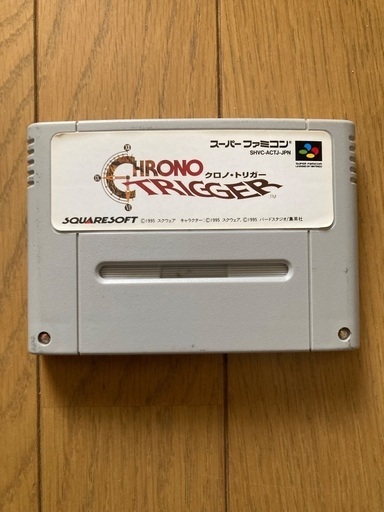 スーパーファミコン
SHVC-ACTJ-JPN
CHRONO
クロノ・トリガー
TRIGGER
TM
SQUARESOFT
©1995 スクウェア キャラクター:©1995 スクウェア,©1995 バードスタジオ/集英社